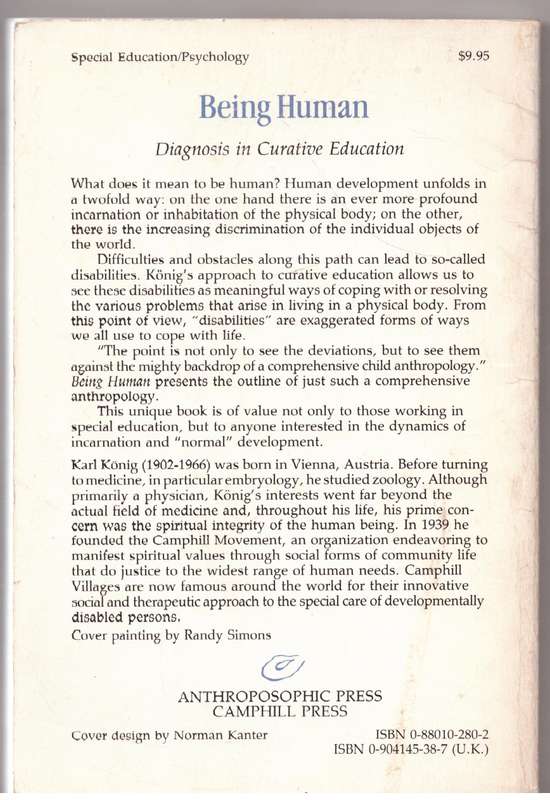 Special Education/Psychology $9.95
Being Human
Diagnosis in Curative Education
What does it mean to be human? Human development unfolds in
a twofold way: on the one hand there is an ever more profound
incarnation or inhabitation of the physical body; on the other,
there is the increasing discrimination of the individual objects of
the world.
Difficulties and obstacles along this path can lead to so-called
disabilities. König's approach to curative education allows us to
see these disabilities as meaningful ways of coping with or resolving
the various problems that arise in living in a physical body. From
this point of view, "disabilities" are exaggerated forms of ways
we all use to cope with life.
"The point is not only to see the deviations, but to see them
against the mighty backdrop of a comprehensive child anthropology."
Being Human presents the outline of just such a comprehensive
anthropology.
This unique book is of value not only to those working in
special education, but to anyone interested in the dynamics of
incarnation and "normal" development.
Karl König (1902-1966) was born in Vienna, Austria. Before turning
to medicine, in particular embryology, he studied zoology. Although
primarily a physician, König's interests went far beyond the
actual field of medicine and, throughout his life, his prime con-
cern was the spiritual integrity of the human being. In 1939 he
founded the Camphill Movement, an organization endeavoring to
manifest spiritual values through social forms of community life
that do justice to the widest range of human needs. Camphill
Villages are now famous around the world for their innovative
social and therapeutic approach to the special care of developmentally
disabled persons.
Cover painting by Randy Simons
ANTHROPOSOPHIC PRESS
CAMPHILL PRESS
Cover design by Norman Kanter ISBN 0-88010-280-2
ISBN 0-904145-38-7 (U.K.)